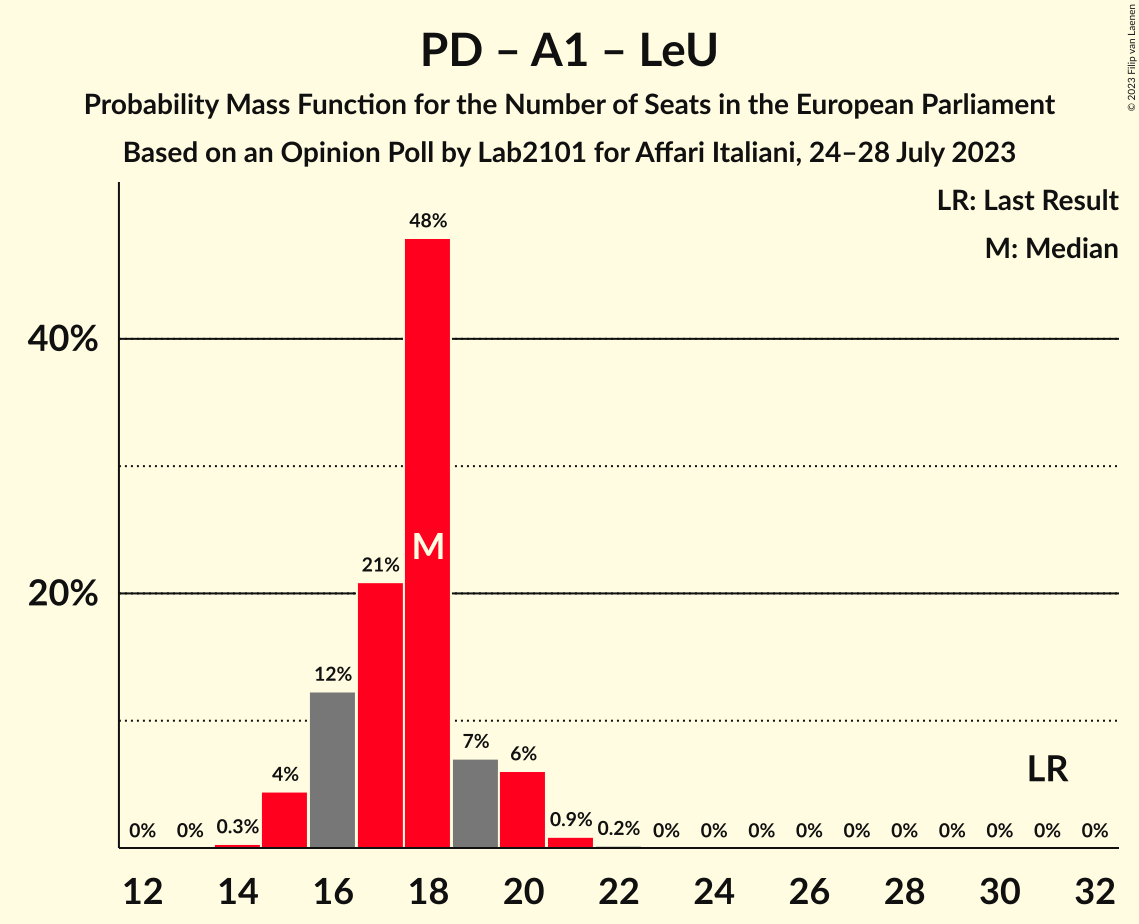 PD – A1 – LeU
Probability Mass Function for the Number of Seats in the European Parliament
Based on an Opinion Poll by Lab2101 for Affari Italiani, 24–28 July 2023
© 2023 Filip van Laenen
LR: Last Result
M: Median
48%
40%
M
21%
20%
12%
7%
6%
4%
LR
0% 0% 0.3% 0.9% 0.2% 0% 0% 0% 0% 0% 0% 0% 0% 0% 0%
12 14 16 18 20 22 24 26 28 30 32